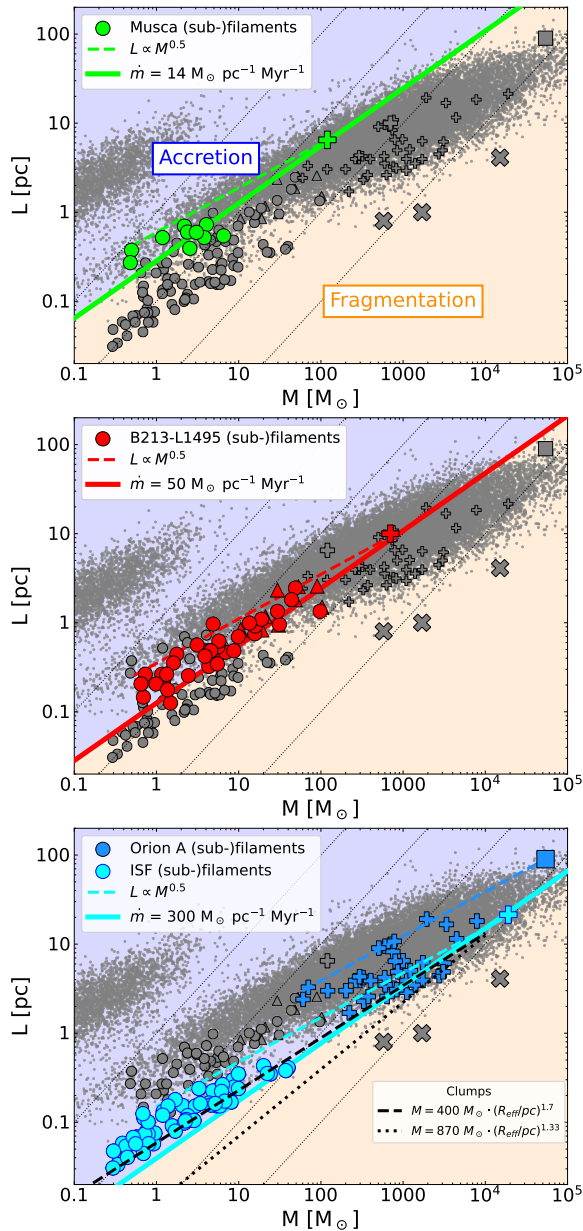 100
10
1
0.1
L [pc]
Musca (sub-)filaments
L ∝ M^0.5
ṁ = 14 M⊙ pc⁻¹ Myr⁻¹
Accretion
Fragmentation
0.1 1 10 100 1000 10⁴ 10⁵
M [M⊙]
100
10
1
0.1
L [pc]
B213-L1495 (sub-)filaments
L ∝ M^0.5
ṁ = 50 M⊙ pc⁻¹ Myr⁻¹
0.1 1 10 100 1000 10⁴ 10⁵
M [M⊙]
100
10
1
0.1
L [pc]
Orion A (sub-)filaments
ISF (sub-)filaments
L ∝ M^0.5
ṁ = 300 M⊙ pc⁻¹ Myr⁻¹
Clumps
M = 400 M⊙ · (R_eff/pc)^1.7
M = 870 M⊙ · (R_eff/pc)^1.33
0.1 1 10 100 1000 10⁴ 10⁵
M [M⊙]